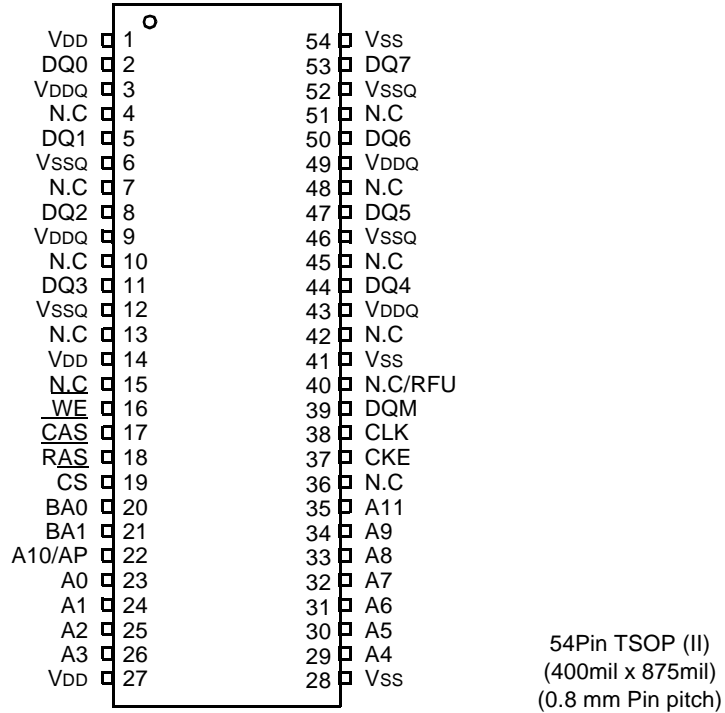 VDD 1 54 VSS
DQ0 2 53 DQ7
VDDQ 3 52 VSSQ
N.C 4 51 N.C
DQ1 5 50 DQ6
VSSQ 6 49 VDDQ
N.C 7 48 N.C
DQ2 8 47 DQ5
VDDQ 9 46 VSSQ
N.C 10 45 N.C
DQ3 11 44 DQ4
VSSQ 12 43 VDDQ
N.C 13 42 N.C
VDD 14 41 VSS
N.C 15 40 N.C/RFU
WE 16 39 DQM
CAS 17 38 CLK
RAS 18 37 CKE
CS 19 36 N.C
BA0 20 35 A11
BA1 21 34 A9
A10/AP 22 33 A8
A0 23 32 A7
A1 24 31 A6
A2 25 30 A5
A3 26 29 A4
VDD 27 28 VSS
54Pin TSOP (II)
(400mil x 875mil)
(0.8 mm Pin pitch)